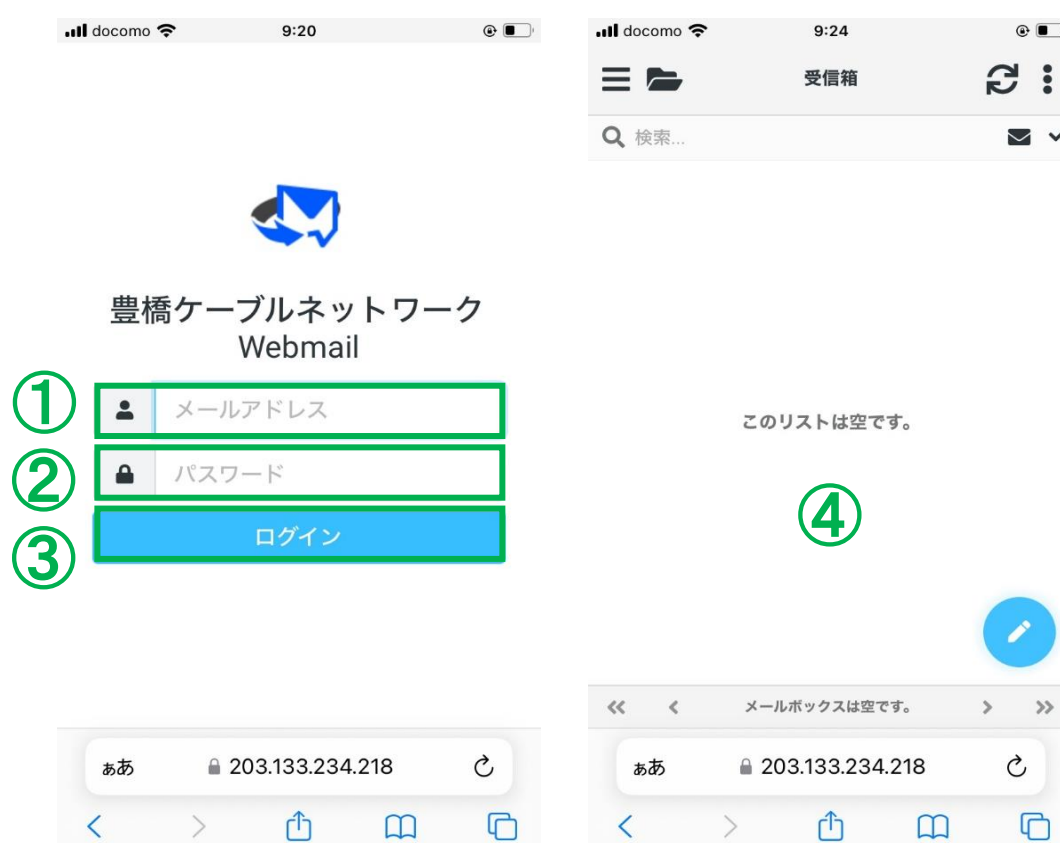 docomo 9:20
豊橋ケーブルネットワーク
Webmail
① メールアドレス
② パスワード
③ ログイン
ぁあ 203.133.234.218
docomo 9:24
受信箱
検索...
このリストは空です。
④
メールボックスは空です。
ぁあ 203.133.234.218